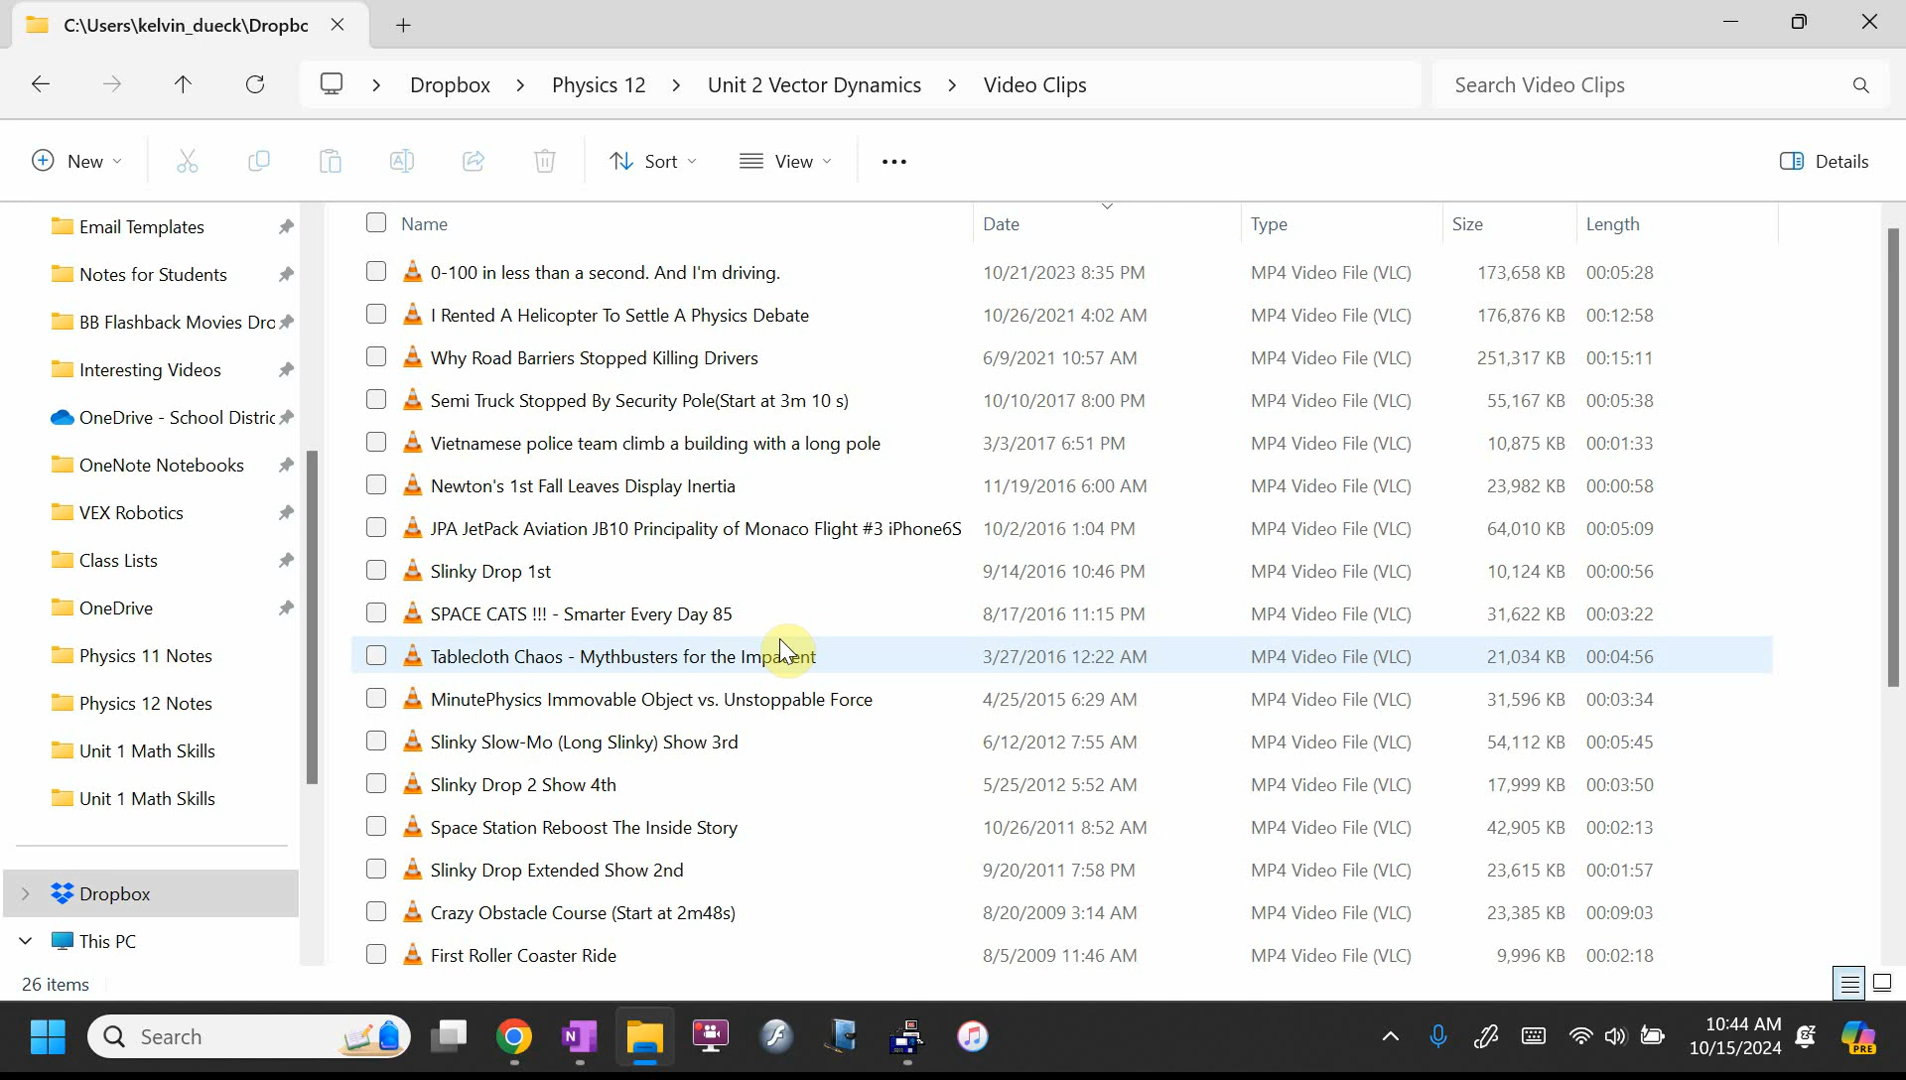 C:\Users\kelvin_dueck\Dropbc
Dropbox > Physics 12 > Unit 2 Vector Dynamics > Video Clips
Search Video Clips
New
Sort
View
Details
Email Templates
Notes for Students
BB Flashback Movies Dro
Interesting Videos
OneDrive - School Distric
OneNote Notebooks
VEX Robotics
Class Lists
OneDrive
Physics 11 Notes
Physics 12 Notes
Unit 1 Math Skills
Unit 1 Math Skills
Dropbox
This PC
Name Date Type Size Length
0-100 in less than a second. And I'm driving. 10/21/2023 8:35 PM MP4 Video File (VLC) 173,658 KB 00:05:28
I Rented A Helicopter To Settle A Physics Debate 10/26/2021 4:02 AM MP4 Video File (VLC) 176,876 KB 00:12:58
Why Road Barriers Stopped Killing Drivers 6/9/2021 10:57 AM MP4 Video File (VLC) 251,317 KB 00:15:11
Semi Truck Stopped By Security Pole(Start at 3m 10 s) 10/10/2017 8:00 PM MP4 Video File (VLC) 55,167 KB 00:05:38
Vietnamese police team climb a building with a long pole 3/3/2017 6:51 PM MP4 Video File (VLC) 10,875 KB 00:01:33
Newton's 1st Fall Leaves Display Inertia 11/19/2016 6:00 AM MP4 Video File (VLC) 23,982 KB 00:00:58
JPA JetPack Aviation JB10 Principality of Monaco Flight #3 iPhone6S 10/2/2016 1:04 PM MP4 Video File (VLC) 64,010 KB 00:05:09
Slinky Drop 1st 9/14/2016 10:46 PM MP4 Video File (VLC) 10,124 KB 00:00:56
SPACE CATS !!! - Smarter Every Day 85 8/17/2016 11:15 PM MP4 Video File (VLC) 31,622 KB 00:03:22
Tablecloth Chaos - Mythbusters for the Impatient 3/27/2016 12:22 AM MP4 Video File (VLC) 21,034 KB 00:04:56
MinutePhysics Immovable Object vs. Unstoppable Force 4/25/2015 6:29 AM MP4 Video File (VLC) 31,596 KB 00:03:34
Slinky Slow-Mo (Long Slinky) Show 3rd 6/12/2012 7:55 AM MP4 Video File (VLC) 54,112 KB 00:05:45
Slinky Drop 2 Show 4th 5/25/2012 5:52 AM MP4 Video File (VLC) 17,999 KB 00:03:50
Space Station Reboost The Inside Story 10/26/2011 8:52 AM MP4 Video File (VLC) 42,905 KB 00:02:13
Slinky Drop Extended Show 2nd 9/20/2011 7:58 PM MP4 Video File (VLC) 23,615 KB 00:01:57
Crazy Obstacle Course (Start at 2m48s) 8/20/2009 3:14 AM MP4 Video File (VLC) 23,385 KB 00:09:03
First Roller Coaster Ride 8/5/2009 11:46 AM MP4 Video File (VLC) 9,996 KB 00:02:18
26 items
Search
10:44 AM
10/15/2024
PRE